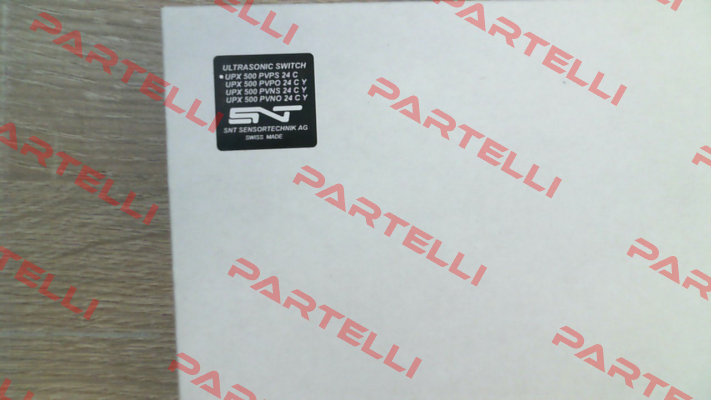 ULTRASONIC SWITCH
•UPX 500 PVPS 24 C
UPX 500 PVPO 24 C Y
UPX 500 PVNS 24 C Y
UPX 500 PVNO 24 C Y
SNT
SNT SENSORTECHNIK AG
SWISS MADE
PARTELLI
PARTELLI
PARTELLI
PARTELLI
PARTELLI
PARTELLI
PARTELLI
PARTELLI